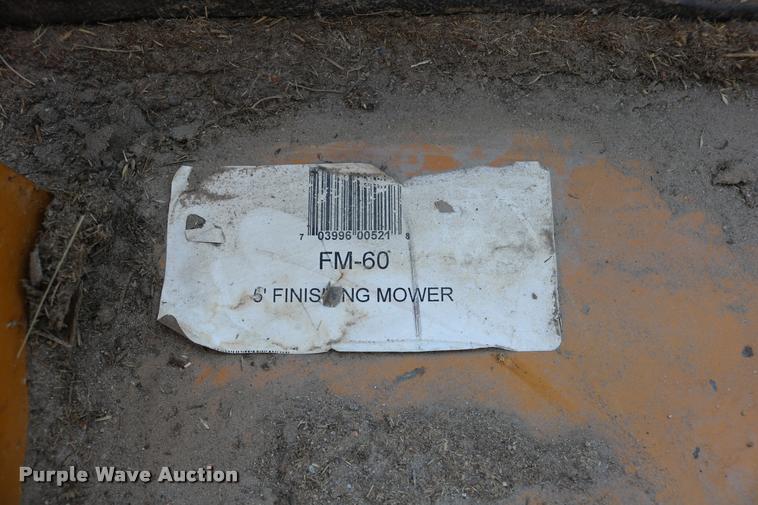 7 03996 00521 8
FM-60
5' FINISHING MOWER
Purple Wave Auction